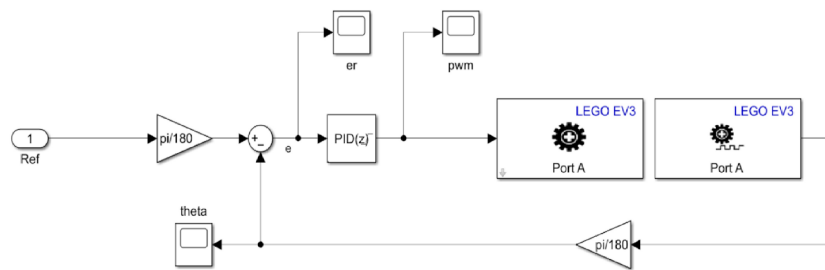 er
pwm
LEGO EV3
LEGO EV3
1
pi/180
+
−
e
PID(z)
Port A
Port A
Ref
theta
pi/180